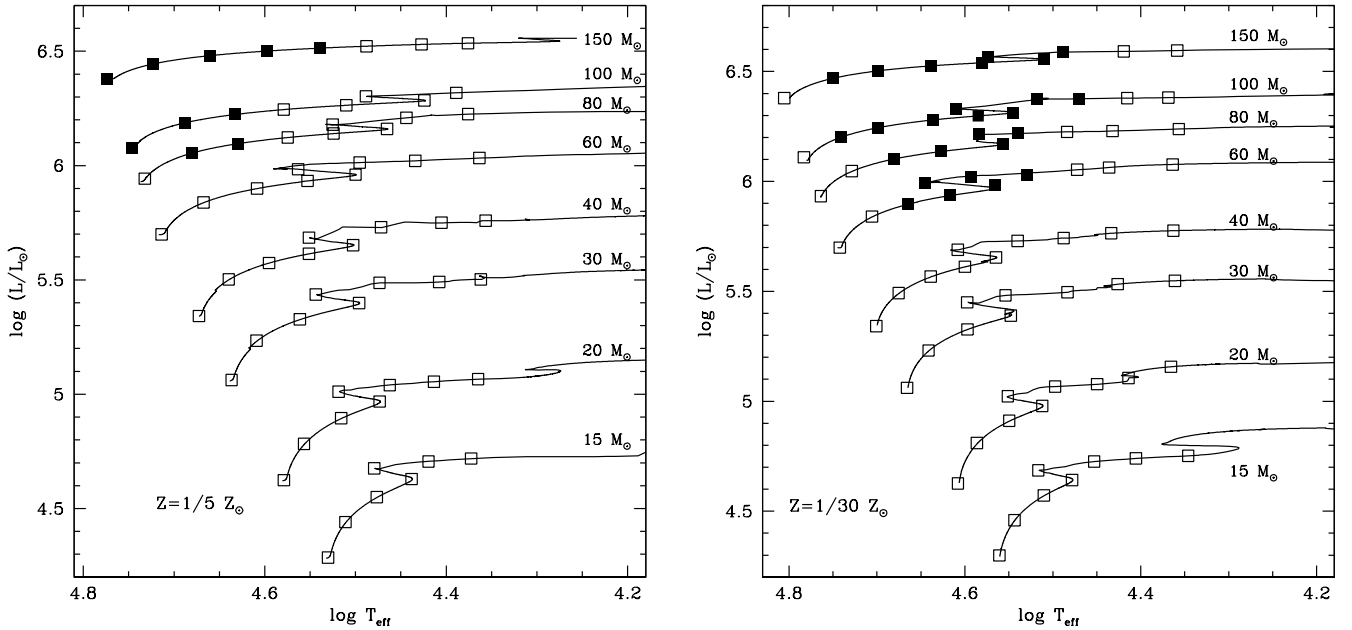 6.5
6
5.5
5
4.5
log (L/L☉)
150 M☉
100 M☉
80 M☉
60 M☉
40 M☉
30 M☉
20 M☉
15 M☉
Z=1/5 Z☉
4.8
4.6
4.4
4.2
log Teff
6.5
6
5.5
5
4.5
log (L/L☉)
150 M☉
100 M☉
80 M☉
60 M☉
40 M☉
30 M☉
20 M☉
15 M☉
Z=1/30 Z☉
4.8
4.6
4.4
4.2
log Teff